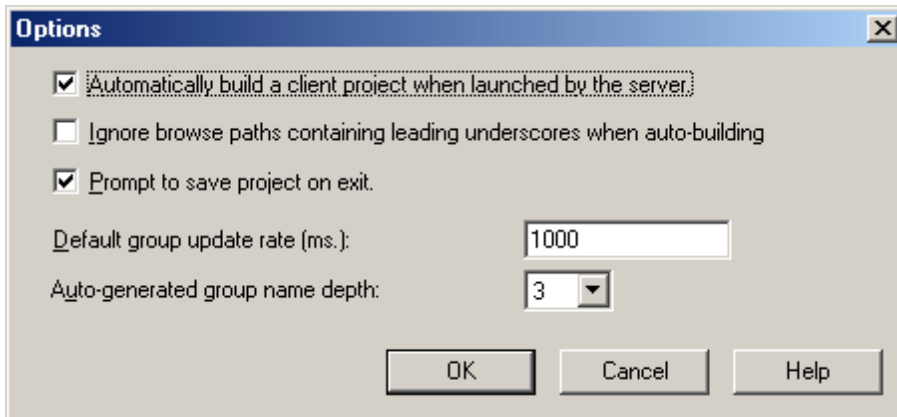 Options
Automatically build a client project when launched by the server.
Ignore browse paths containing leading underscores when auto-building
Prompt to save project on exit.
Default group update rate (ms.): 1000
Auto-generated group name depth: 3
OK Cancel Help